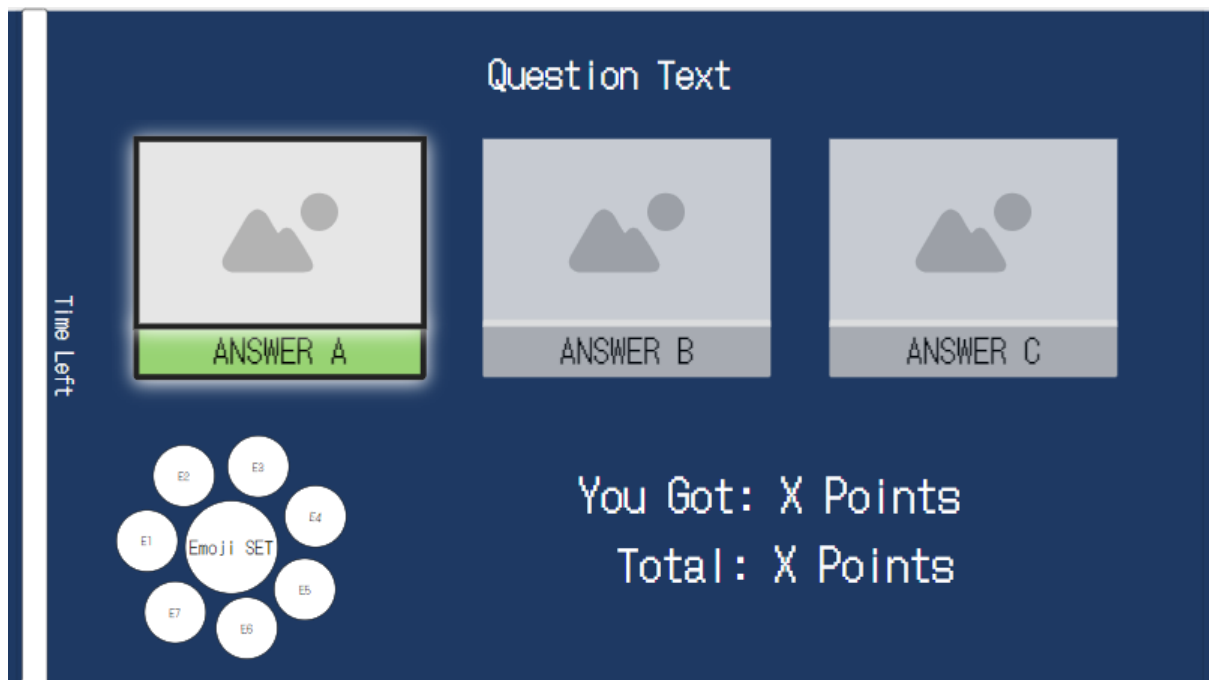 Question Text
ANSWER A
ANSWER B
ANSWER C
Time Left
E1
E2
E3
E4
E5
E6
E7
Emoji SET
You Got: X Points
Total: X Points